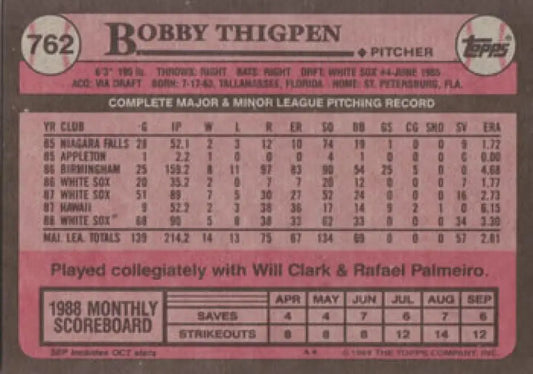 762
BOBBY THIGPEN
◆ PITCHER
TOPPS®
6'3" 195 lb. THROWS: RIGHT BATS: RIGHT DRFT: WHITE SOX #4-JUNE 1985
ACQ: VIA DRAFT BORN: 7-17-63, TALLAHASSEE, FLORIDA HOME: ST. PETERSBURG, FLA.
COMPLETE MAJOR & MINOR LEAGUE PITCHING RECORD
YR CLUB G IP W L R ER SO BB GS CG SHO SV ERA
85 NIAGARA FALLS 28 52.1 2 3 12 10 74 19 1 0 0 9 1.72
85 APPLETON 1 2.2 1 0 0 0 4 1 0 0 0 0 0.00
86 BIRMINGHAM 25 159.2 8 11 97 83 90 54 25 5 0 0 4.68
86 WHITE SOX 20 35.2 2 0 7 7 20 12 0 0 0 7 1.77
87 WHITE SOX 51 89 7 5 30 27 52 24 0 0 0 16 2.73
87 HAWAII 9 52.2 2 3 38 36 17 14 9 2 1 0 6.15
88 WHITE SOX 68 90 5 8 38 33 62 33 0 0 0 34 3.30
MAJ. LEA. TOTALS 139 214.2 14 13 75 67 134 69 0 0 0 57 2.81
Played collegiately with Will Clark & Rafael Palmeiro.
1988 MONTHLY SCOREBOARD
APR MAY JUN JUL AUG SEP
SAVES 4 4 7 6 7 6
STRIKEOUTS 8 8 8 12 14 12
SEP includes OCT stats
© 1989 THE TOPPS COMPANY, INC.